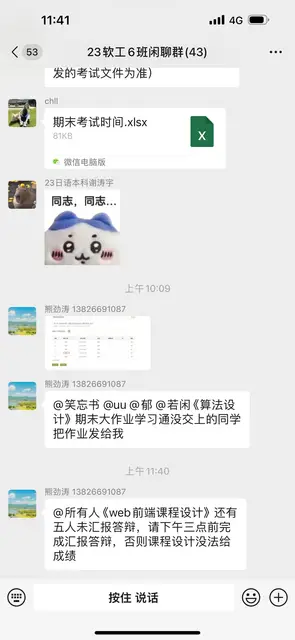 11:41
4G
53
23软工6班闲聊群(43)
发的考试文件为准）
chll
期末考试时间.xlsx
81KB
X
微信电脑版
23日语本科谢涛宇
同志，同志...
上午10:09
熊劲涛 13826691087
熊劲涛 13826691087
@笑忘书 @uu @郁 @若闲《算法设
计》期末大作业学习通没交上的同学
把作业发给我
上午 11:40
熊劲涛 13826691087
@所有人《web前端课程设计》还有
五人未汇报答辩，请下午三点前完
成汇报答辩，否则课程设计没法给
成绩
按住 说话